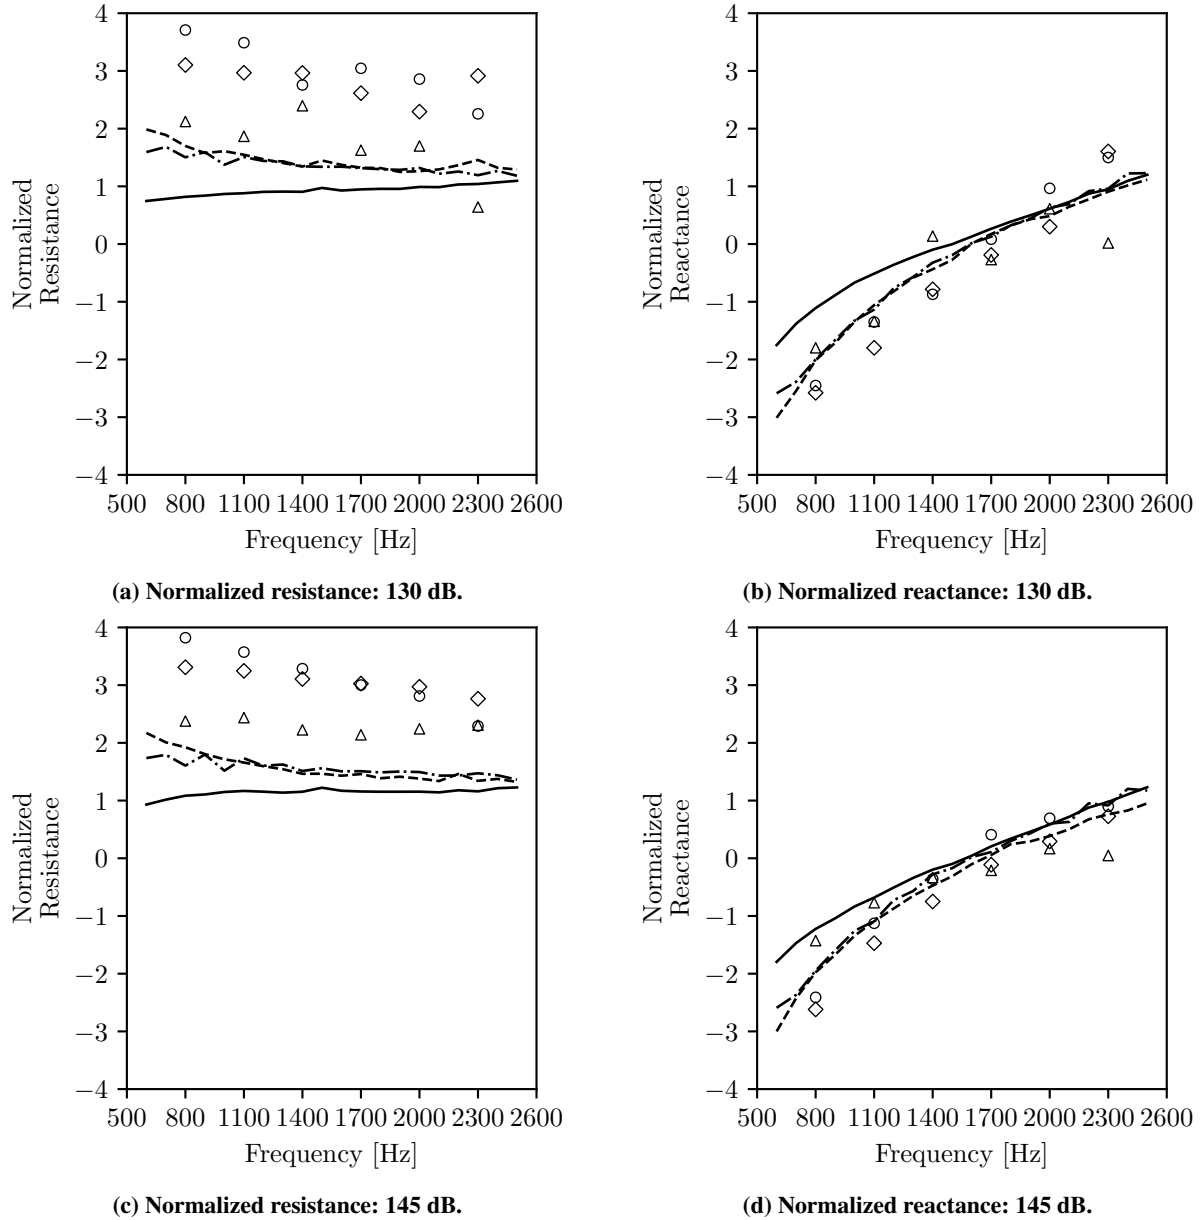 4
3
2
1
0
−1
−2
−3
−4
Normalized
Resistance
500 800 1100 1400 1700 2000 2300 2600
Frequency [Hz]
(a) Normalized resistance: 130 dB.
4
3
2
1
0
−1
−2
−3
−4
Normalized
Reactance
500 800 1100 1400 1700 2000 2300 2600
Frequency [Hz]
(b) Normalized reactance: 130 dB.
4
3
2
1
0
−1
−2
−3
−4
Normalized
Resistance
500 800 1100 1400 1700 2000 2300 2600
Frequency [Hz]
(c) Normalized resistance: 145 dB.
4
3
2
1
0
−1
−2
−3
−4
Normalized
Reactance
500 800 1100 1400 1700 2000 2300 2600
Frequency [Hz]
(d) Normalized reactance: 145 dB.